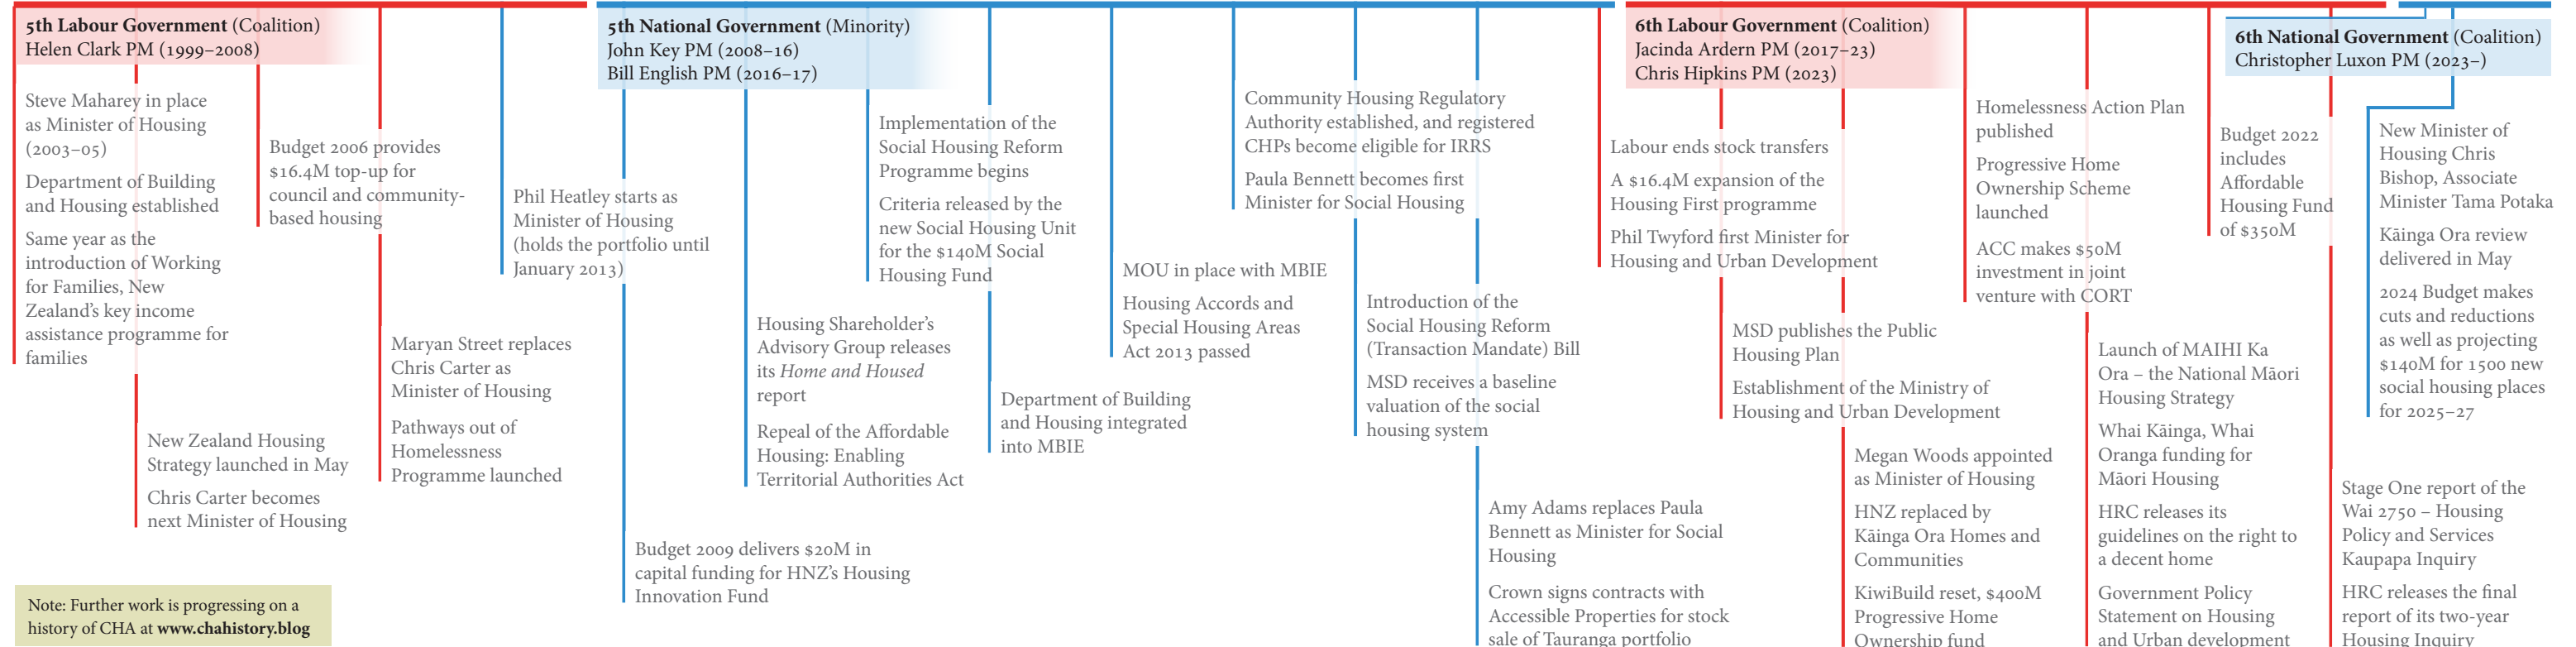 5th Labour Government (Coalition)
Helen Clark PM (1999–2008)
Steve Maharey in place
as Minister of Housing
(2003–05)
Department of Building
and Housing established
Same year as the
introduction of Working
for Families, New
Zealand’s key income
assistance programme for
families
New Zealand Housing
Strategy launched in May
Chris Carter becomes
next Minister of Housing
Budget 2006 provides
$16.4M top-up for
council and community-
based housing
Maryan Street replaces
Chris Carter as
Minister of Housing
Pathways out of
Homelessness
Programme launched
Phil Heatley starts as
Minister of Housing
(holds the portfolio until
January 2013)
5th National Government (Minority)
John Key PM (2008–16)
Bill English PM (2016–17)
Budget 2009 delivers $20M in
capital funding for HNZ’s Housing
Innovation Fund
Housing Shareholder’s
Advisory Group releases
its Home and Housed
report
Repeal of the Affordable
Housing: Enabling
Territorial Authorities Act
Implementation of the
Social Housing Reform
Programme begins
Criteria released by the
new Social Housing Unit
for the $140M Social
Housing Fund
Department of Building
and Housing integrated
into MBIE
MOU in place with MBIE
Housing Accords and
Special Housing Areas
Act 2013 passed
Community Housing Regulatory
Authority established, and registered
CHPs become eligible for IRRS
Paula Bennett becomes first
Minister for Social Housing
Introduction of the
Social Housing Reform
(Transaction Mandate) Bill
MSD receives a baseline
valuation of the social
housing system
Amy Adams replaces Paula
Bennett as Minister for Social
Housing
Crown signs contracts with
Accessible Properties for stock
sale of Tauranga portfolio
6th Labour Government (Coalition)
Jacinda Ardern PM (2017–23)
Chris Hipkins PM (2023)
Labour ends stock transfers
A $16.4M expansion of the
Housing First programme
Phil Twyford first Minister for
Housing and Urban Development
MSD publishes the Public
Housing Plan
Establishment of the Ministry of
Housing and Urban Development
Megan Woods appointed
as Minister of Housing
HNZ replaced by
Kāinga Ora Homes and
Communities
KiwiBuild reset, $400M
Progressive Home
Ownership fund
Homelessness Action Plan
published
Progressive Home
Ownership Scheme
launched
ACC makes $50M
investment in joint
venture with CORT
Launch of MAIHI Ka
Ora – the National Māori
Housing Strategy
Whai Kāinga, Whai
Oranga funding for
Māori Housing
HRC releases its
guidelines on the right to
a decent home
Government Policy
Statement on Housing
and Urban development
Budget 2022
includes
Affordable
Housing Fund
of $350M
Stage One report of the
Wai 2750 – Housing
Policy and Services
Kaupapa Inquiry
HRC releases the final
report of its two-year
Housing Inquiry
6th National Government (Coalition)
Christopher Luxon PM (2023–)
New Minister of
Housing Chris
Bishop, Associate
Minister Tama Potaka
Kāinga Ora review
delivered in May
2024 Budget makes
cuts and reductions
as well as projecting
$140M for 1500 new
social housing places
for 2025–27
Note: Further work is progressing on a
history of CHA at www.chahistory.blog